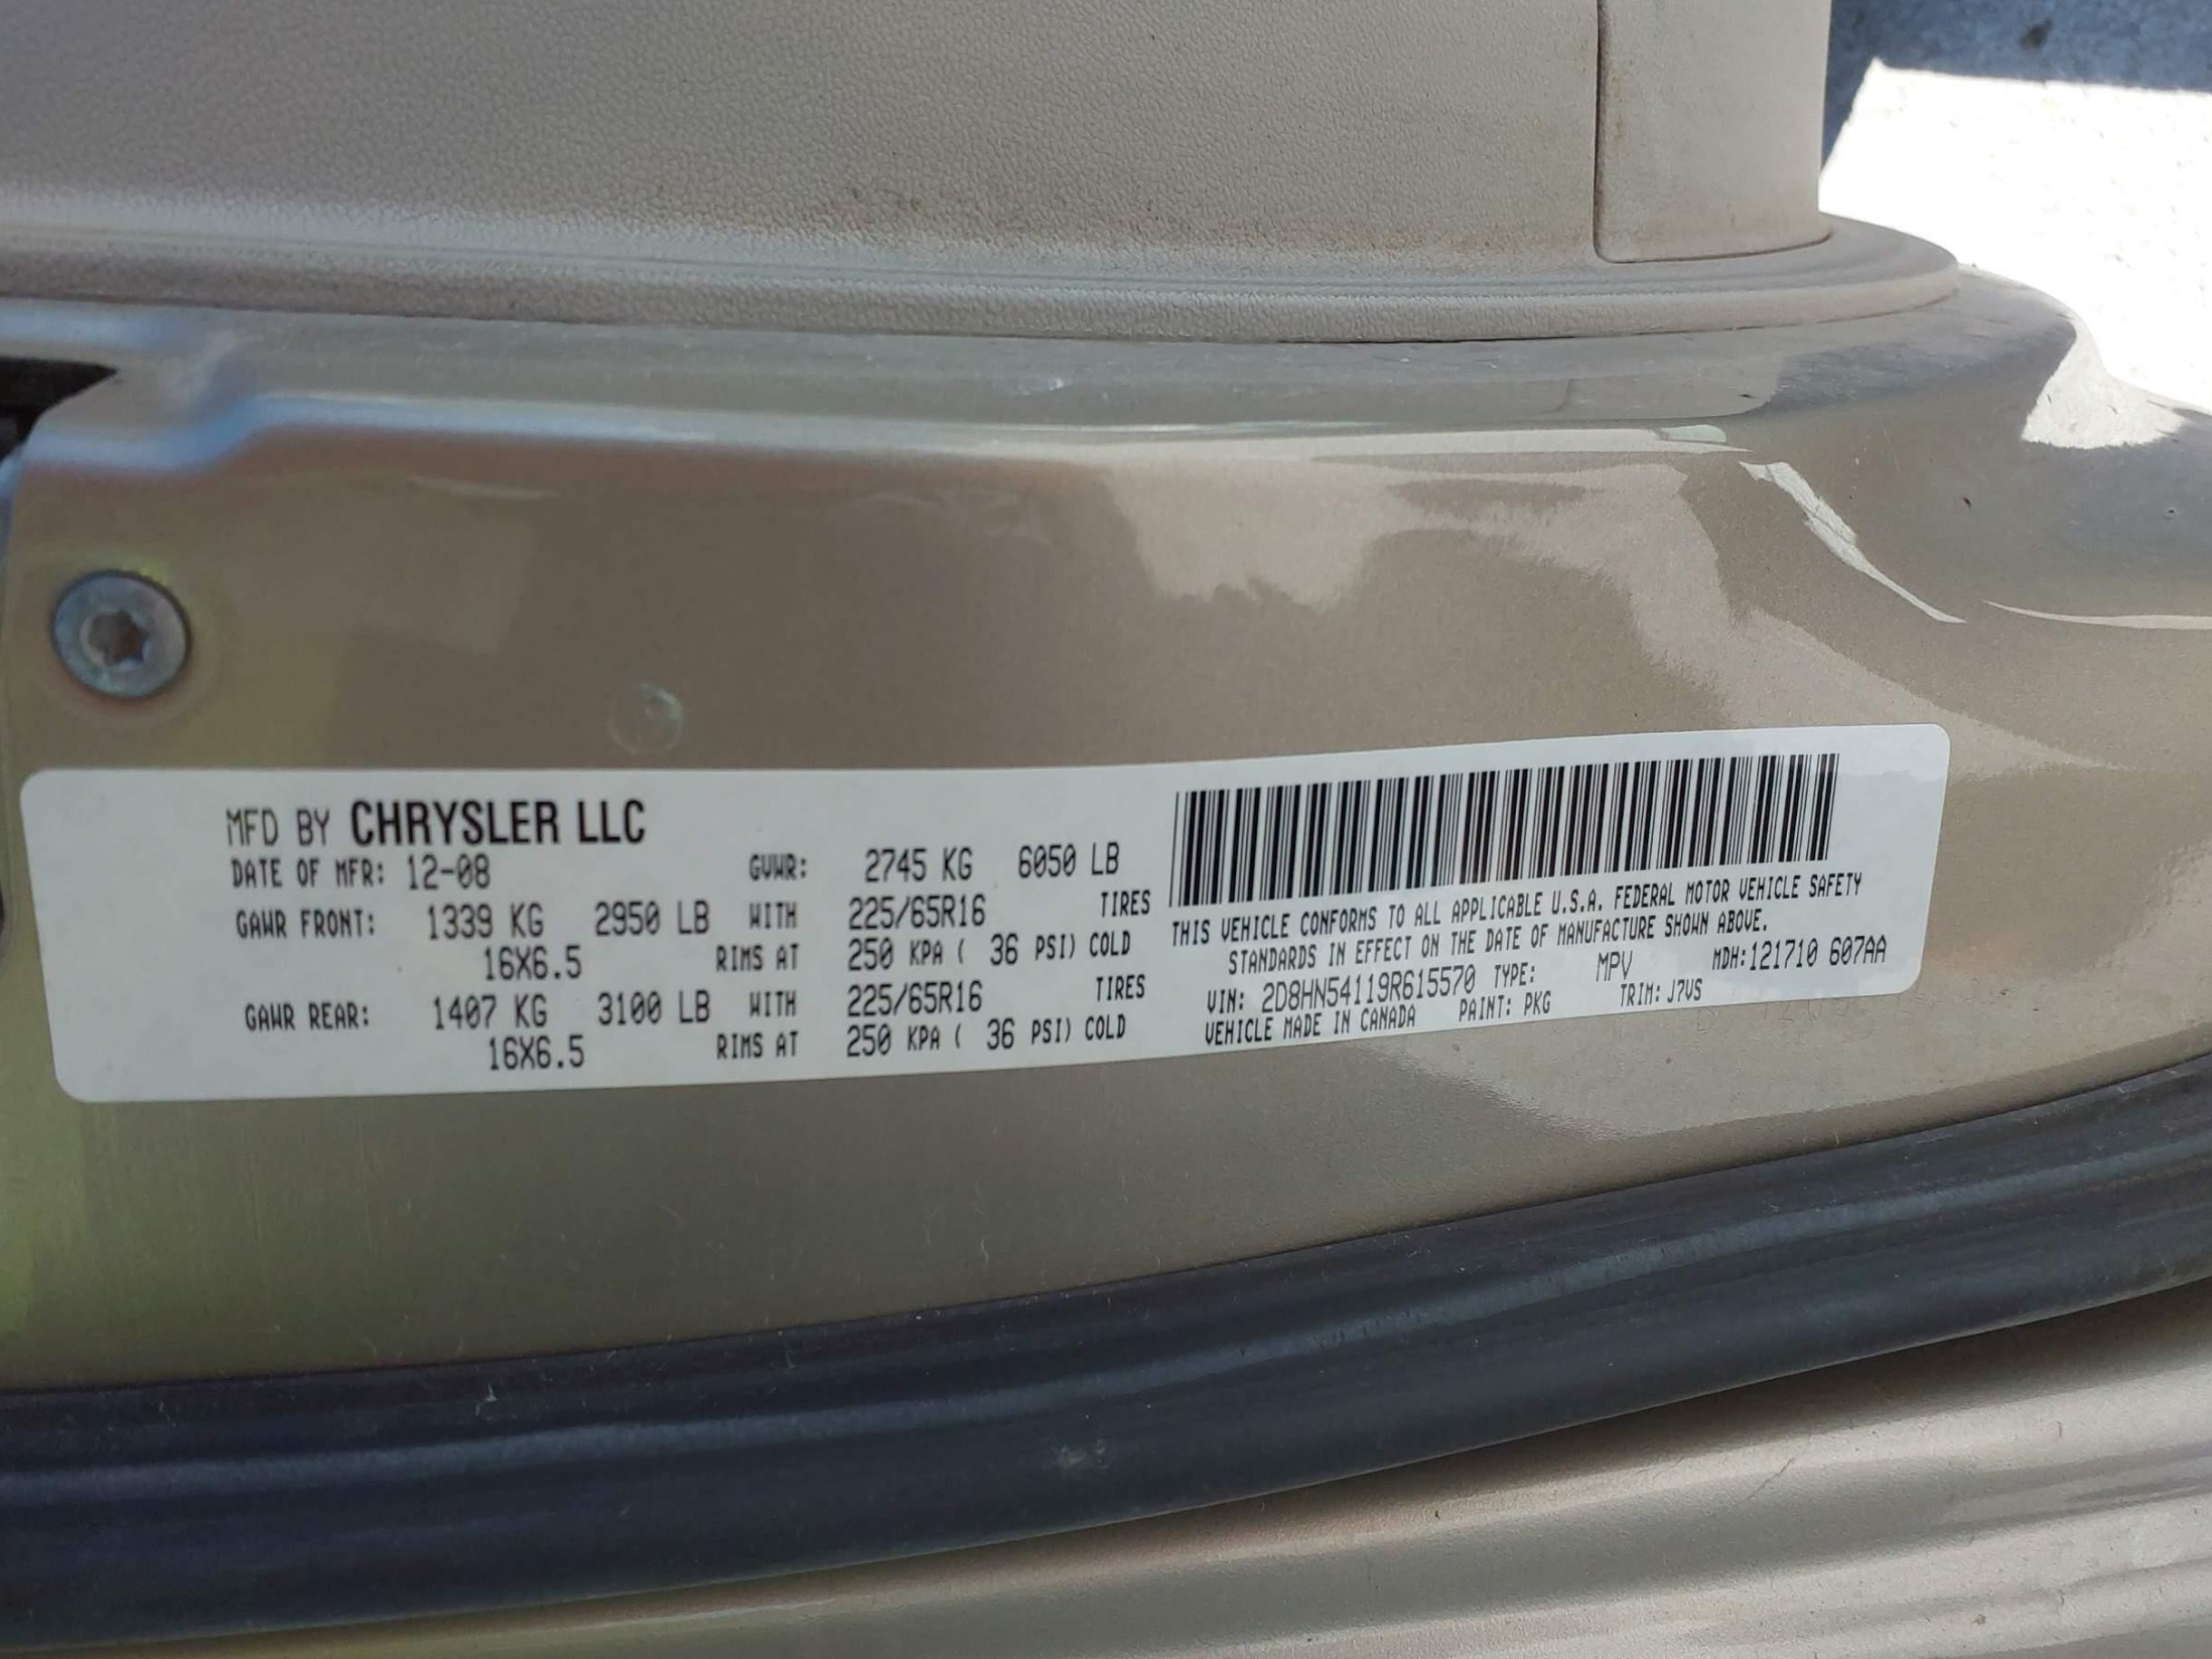 MFD BY CHRYSLER LLC
DATE OF MFR: 12-08 GVWR: 2745 KG 6050 LB
GAWR FRONT: 1339 KG 2950 LB WITH 225/65R16 TIRES
16X6.5 RIMS AT 250 KPA ( 36 PSI) COLD
GAWR REAR: 1407 KG 3100 LB WITH 225/65R16 TIRES
16X6.5 RIMS AT 250 KPA ( 36 PSI) COLD
THIS VEHICLE CONFORMS TO ALL APPLICABLE U.S.A. FEDERAL MOTOR VEHICLE SAFETY
STANDARDS IN EFFECT ON THE DATE OF MANUFACTURE SHOWN ABOVE.
VIN: 2D8HN54119R615570 TYPE: MPV MDH:121710 607AA
VEHICLE MADE IN CANADA PAINT: PKG TRIM: J7VS